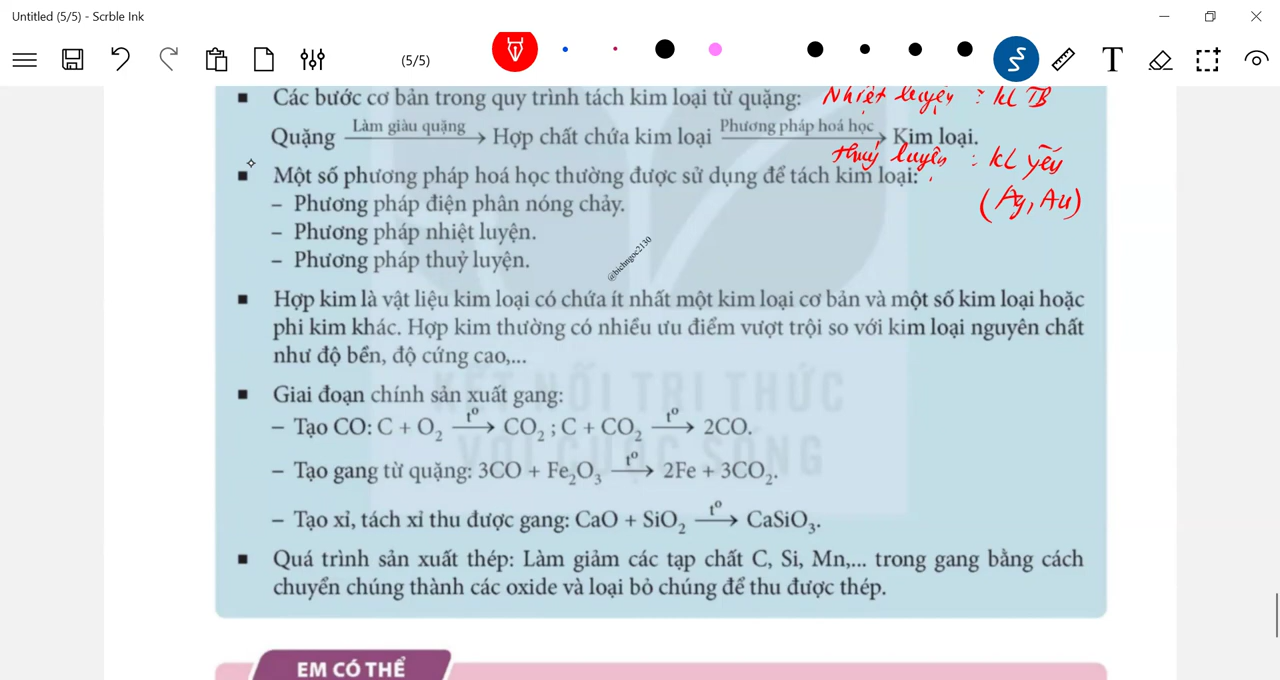 Untitled (5/5) - Scrble Ink
(5/5)
T
Các bước cơ bản trong quy trình tách kim loại từ quặng:
Nhiệt luyện : kl TB
Quặng Làm giàu quặng → Hợp chất chứa kim loại Phương pháp hoá học → Kim loại.
thuỷ luyện : kl yếu
(Ag, Au)
Một số phương pháp hoá học thường được sử dụng để tách kim loại:
– Phương pháp điện phân nóng chảy.
– Phương pháp nhiệt luyện.
– Phương pháp thuỷ luyện.
@bichngoc2130
Hợp kim là vật liệu kim loại có chứa ít nhất một kim loại cơ bản và một số kim loại hoặc
phi kim khác. Hợp kim thường có nhiều ưu điểm vượt trội so với kim loại nguyên chất
như độ bền, độ cứng cao,...
KẾT NỐI TRI THỨC
VỚI CUỘC SỐNG
Giai đoạn chính sản xuất gang:
– Tạo CO: C + O₂ t° → CO₂ ; C + CO₂ t° → 2CO.
– Tạo gang từ quặng: 3CO + Fe₂O₃ t° → 2Fe + 3CO₂.
– Tạo xỉ, tách xỉ thu được gang: CaO + SiO₂ t° → CaSiO₃.
Quá trình sản xuất thép: Làm giảm các tạp chất C, Si, Mn,... trong gang bằng cách
chuyển chúng thành các oxide và loại bỏ chúng để thu được thép.
EM CÓ THỂ